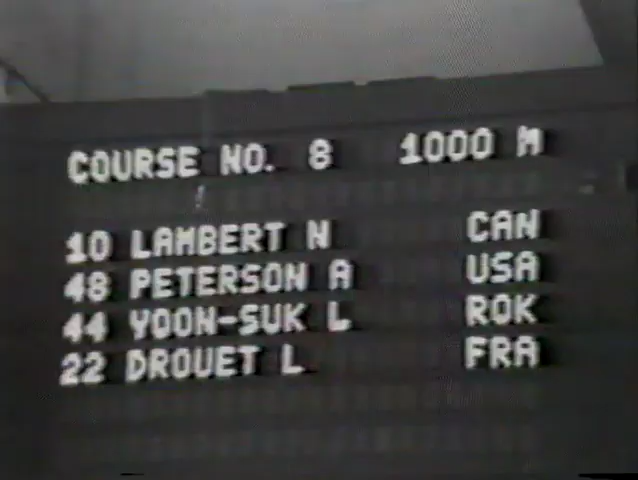 COURSE NO. 8 1000 M
10 LAMBERT N CAN
48 PETERSON A USA
44 YOON-SUK L ROK
22 DROUET L FRA